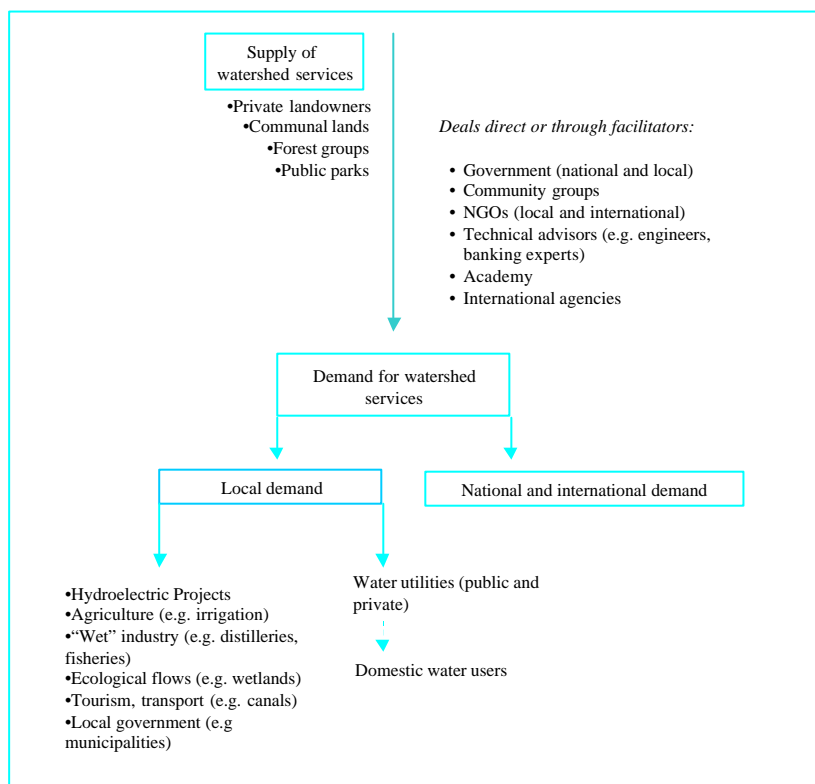 Supply of
watershed services
•Private landowners
•Communal lands
•Forest groups
•Public parks
Deals direct or through facilitators:
• Government (national and local)
• Community groups
• NGOs (local and international)
• Technical advisors (e.g. engineers,
banking experts)
• Academy
• International agencies
Demand for watershed
services
Local demand
National and international demand
•Hydroelectric Projects
•Agriculture (e.g. irrigation)
•“Wet” industry (e.g. distilleries,
fisheries)
•Ecological flows (e.g. wetlands)
•Tourism, transport (e.g. canals)
•Local government (e.g
municipalities)
Water utilities (public and
private)
Domestic water users